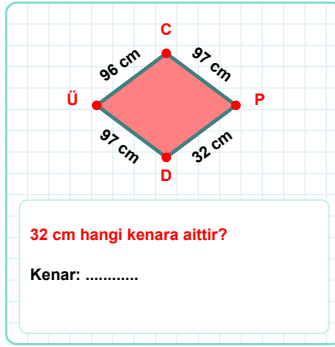 C
96 cm
97 cm
Ü
P
97 cm
32 cm
D
32 cm hangi kenara aittir?
Kenar: ............